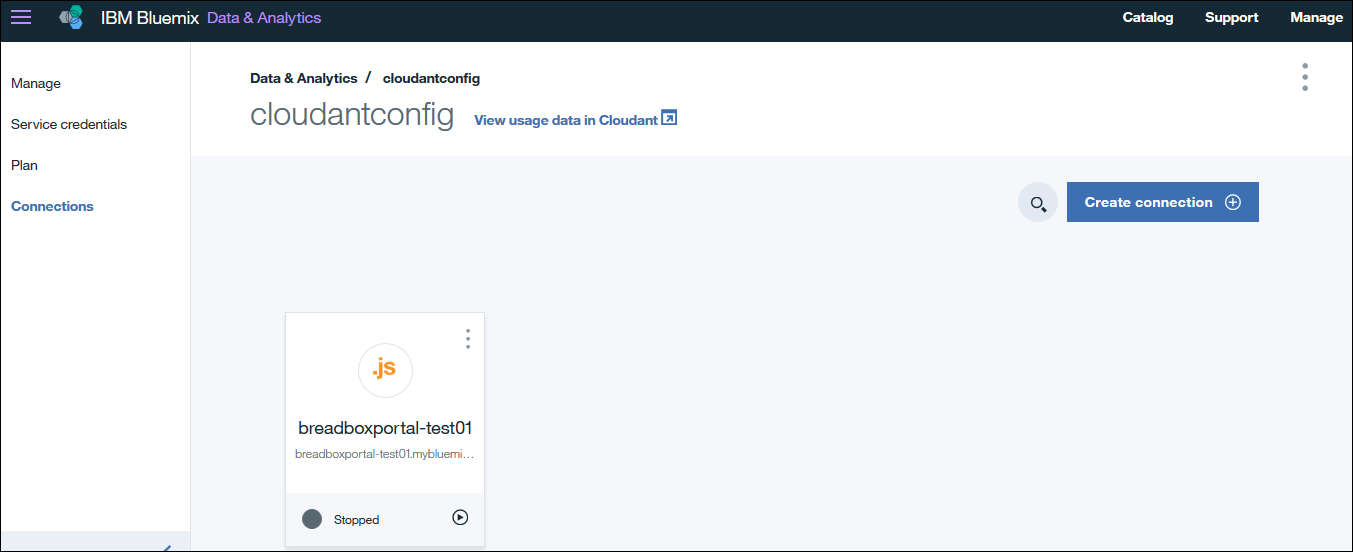 IBM Bluemix Data & Analytics Catalog Support Manage
Manage
Service credentials
Plan
Connections
Data & Analytics / cloudantconfig
cloudantconfig View usage data in Cloudant
Create connection
.js
breadboxportal-test01
breadboxportal-test01.mybluemi...
Stopped